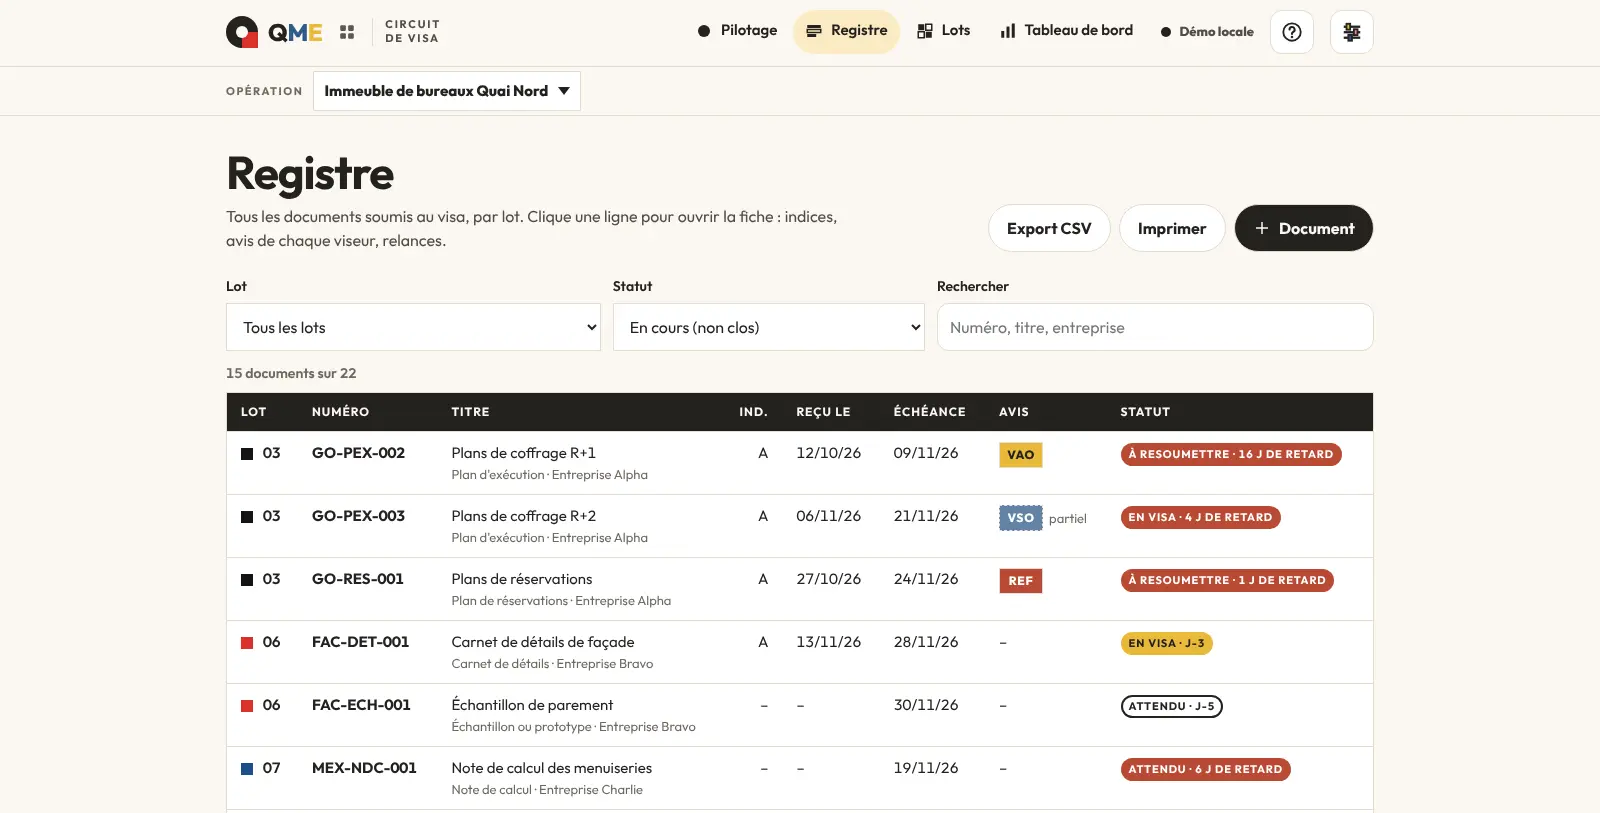 QME
CIRCUIT
DE VISA
Pilotage
Registre
Lots
Tableau de bord
Démo locale
OPÉRATION
Immeuble de bureaux Quai Nord
Registre
Tous les documents soumis au visa, par lot. Clique une ligne pour ouvrir la fiche : indices,
avis de chaque viseur, relances.
Export CSV
Imprimer
+ Document
Lot
Statut
Rechercher
Tous les lots
En cours (non clos)
Numéro, titre, entreprise
15 documents sur 22
LOT NUMÉRO TITRE IND. REÇU LE ÉCHÉANCE AVIS STATUT
03 GO-PEX-002 Plans de coffrage R+1 A 12/10/26 09/11/26 VAO À RESOUMETTRE · 16 J DE RETARD
Plan d'exécution · Entreprise Alpha
03 GO-PEX-003 Plans de coffrage R+2 A 06/11/26 21/11/26 VSO partiel EN VISA · 4 J DE RETARD
Plan d'exécution · Entreprise Alpha
03 GO-RES-001 Plans de réservations A 27/10/26 24/11/26 REF À RESOUMETTRE · 1 J DE RETARD
Plan de réservations · Entreprise Alpha
06 FAC-DET-001 Carnet de détails de façade A 13/11/26 28/11/26 – EN VISA · J-3
Carnet de détails · Entreprise Bravo
06 FAC-ECH-001 Échantillon de parement – – 30/11/26 – ATTENDU · J-5
Échantillon ou prototype · Entreprise Bravo
07 MEX-NDC-001 Note de calcul des menuiseries – – 19/11/26 – ATTENDU · 6 J DE RETARD
Note de calcul · Entreprise Charlie